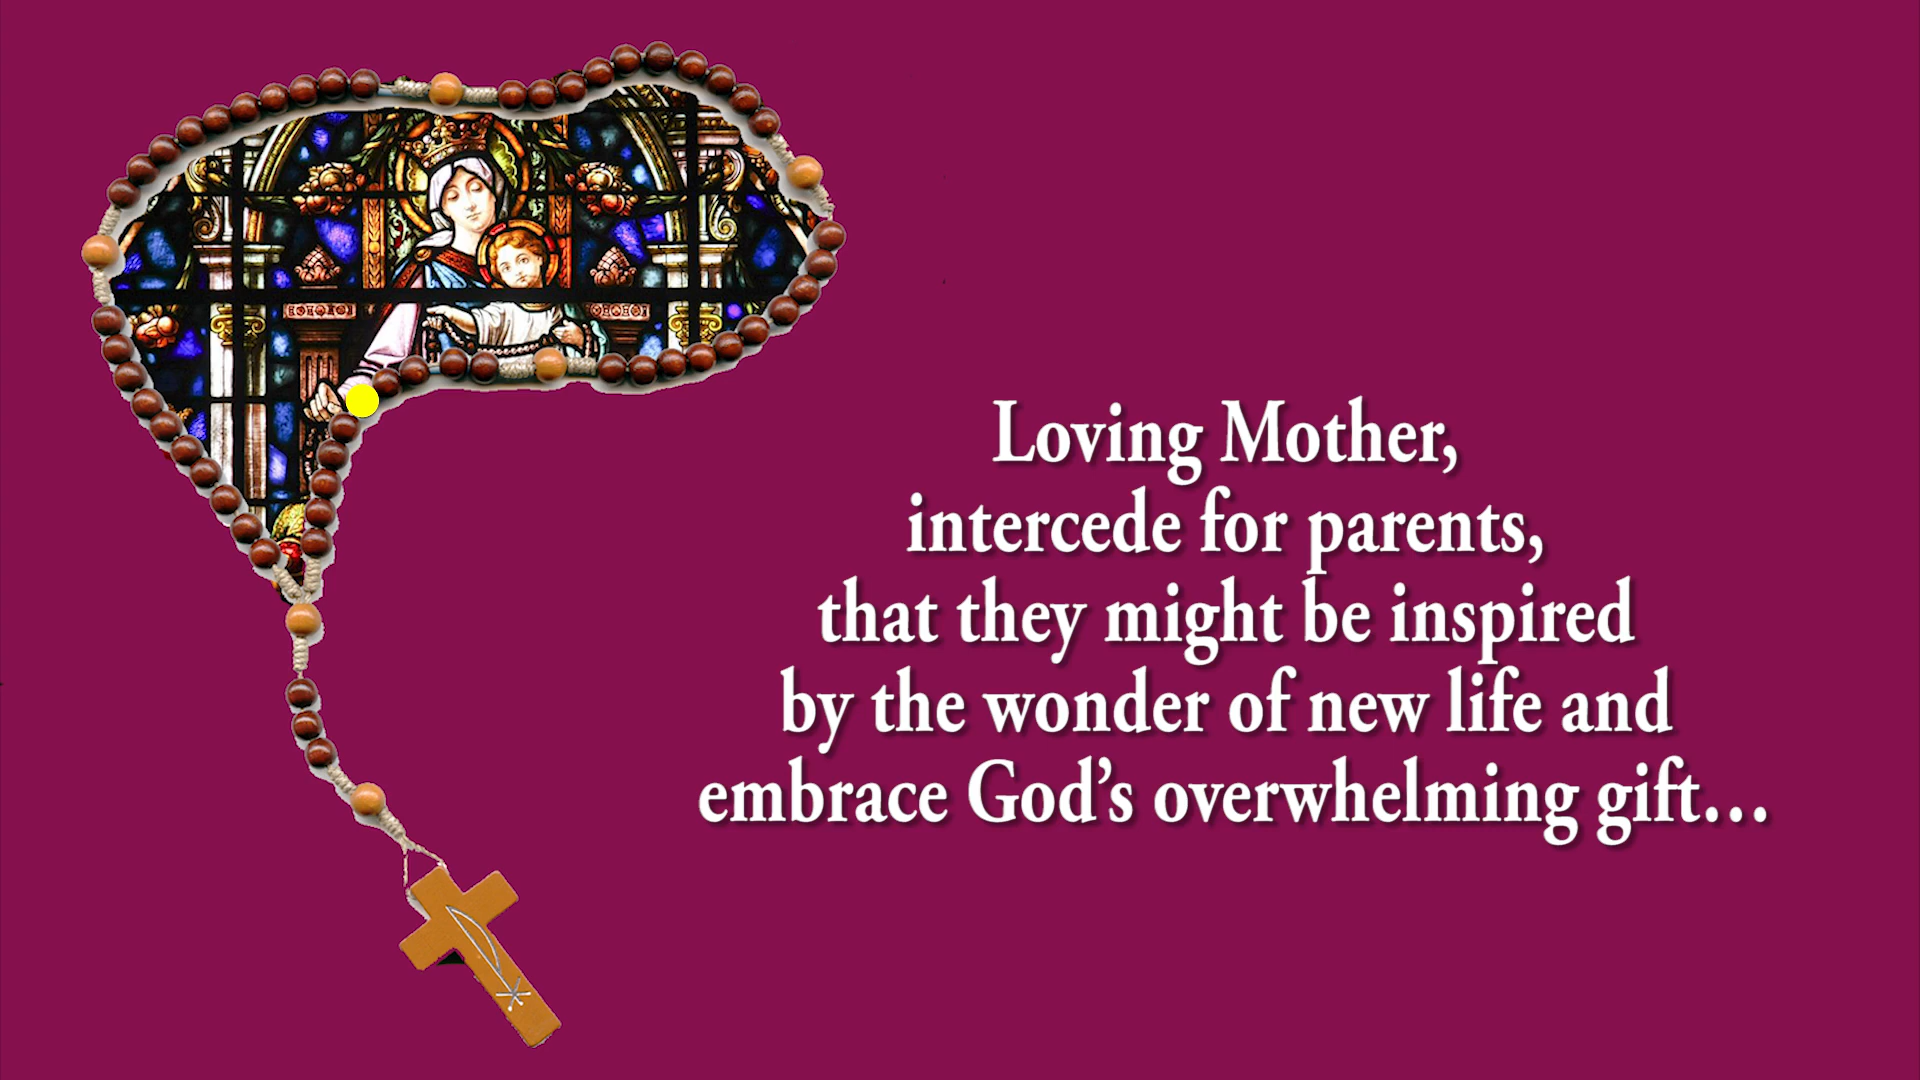 Loving Mother,
intercede for parents,
that they might be inspired
by the wonder of new life and
embrace God’s overwhelming gift…